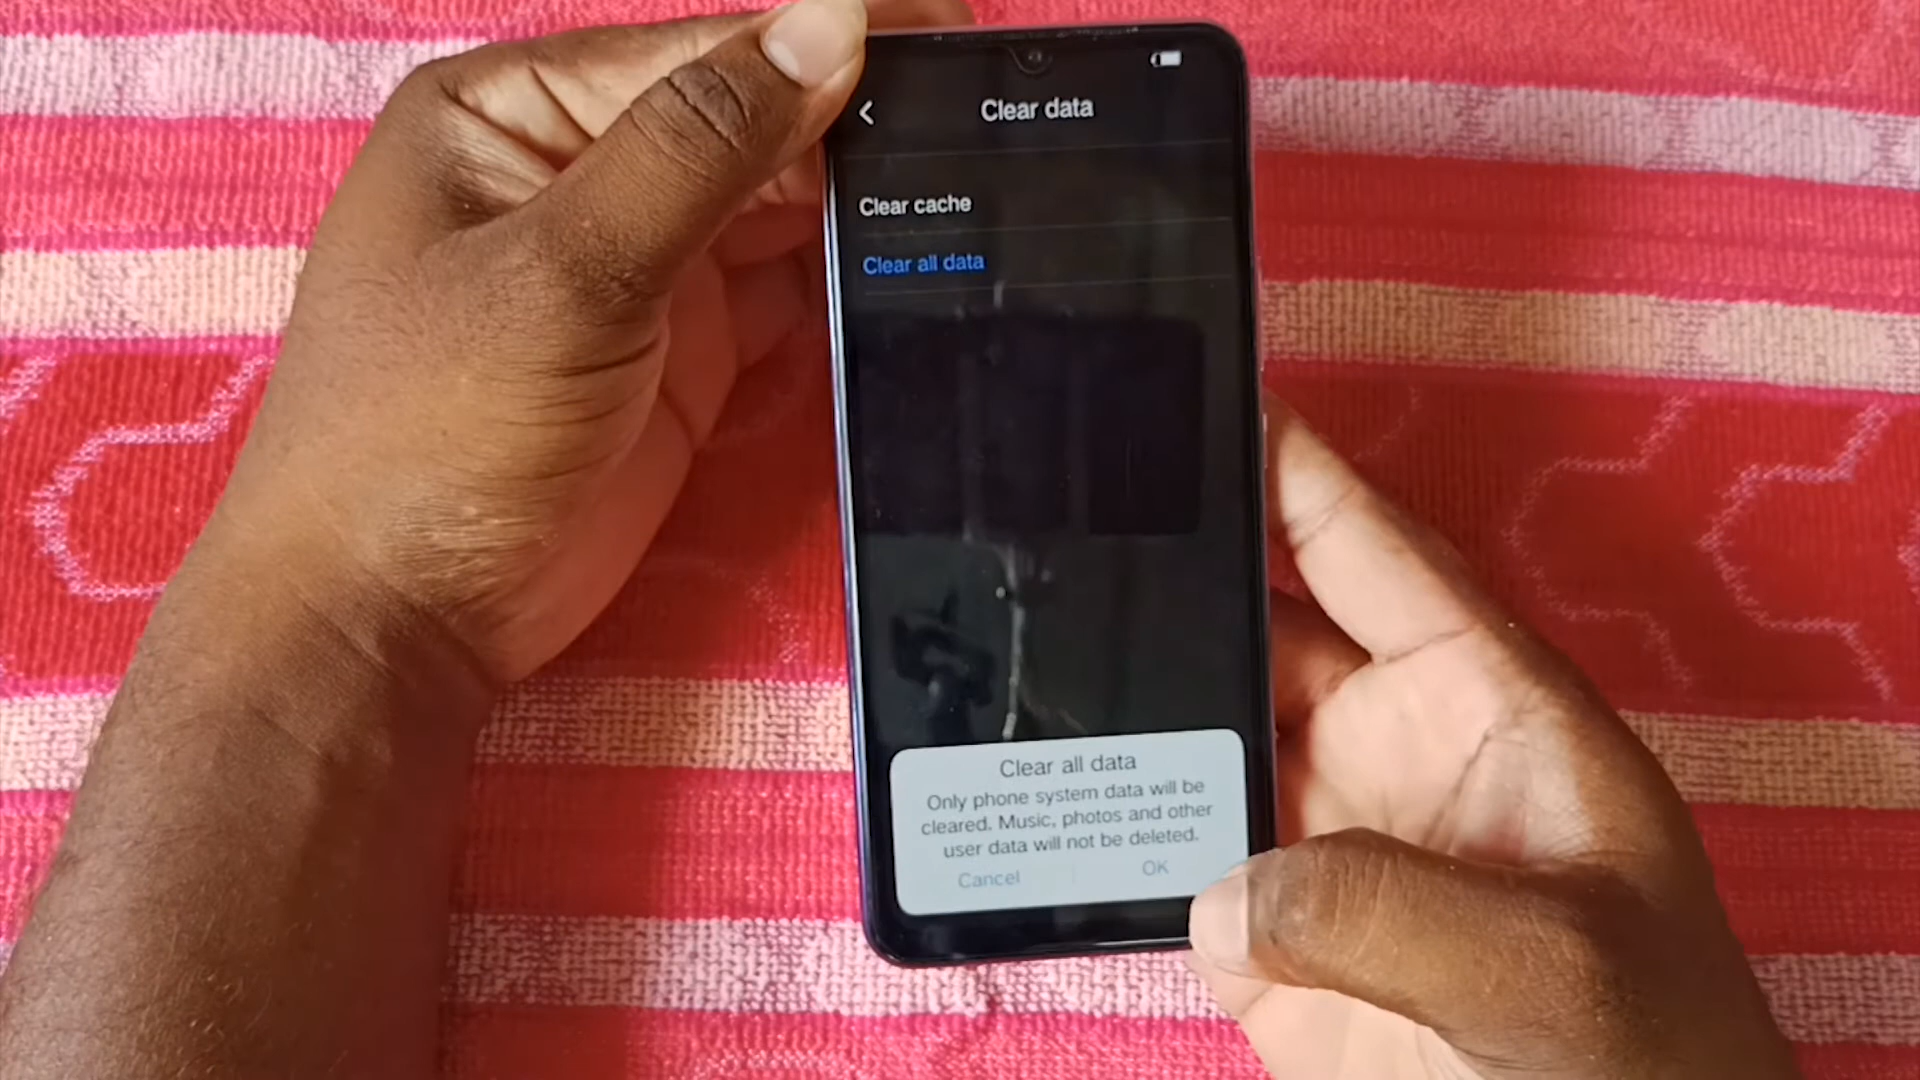 Clear data
Clear cache
Clear all data
Clear all data
Only phone system data will be
cleared. Music, photos and other
user data will not be deleted.
Cancel
OK